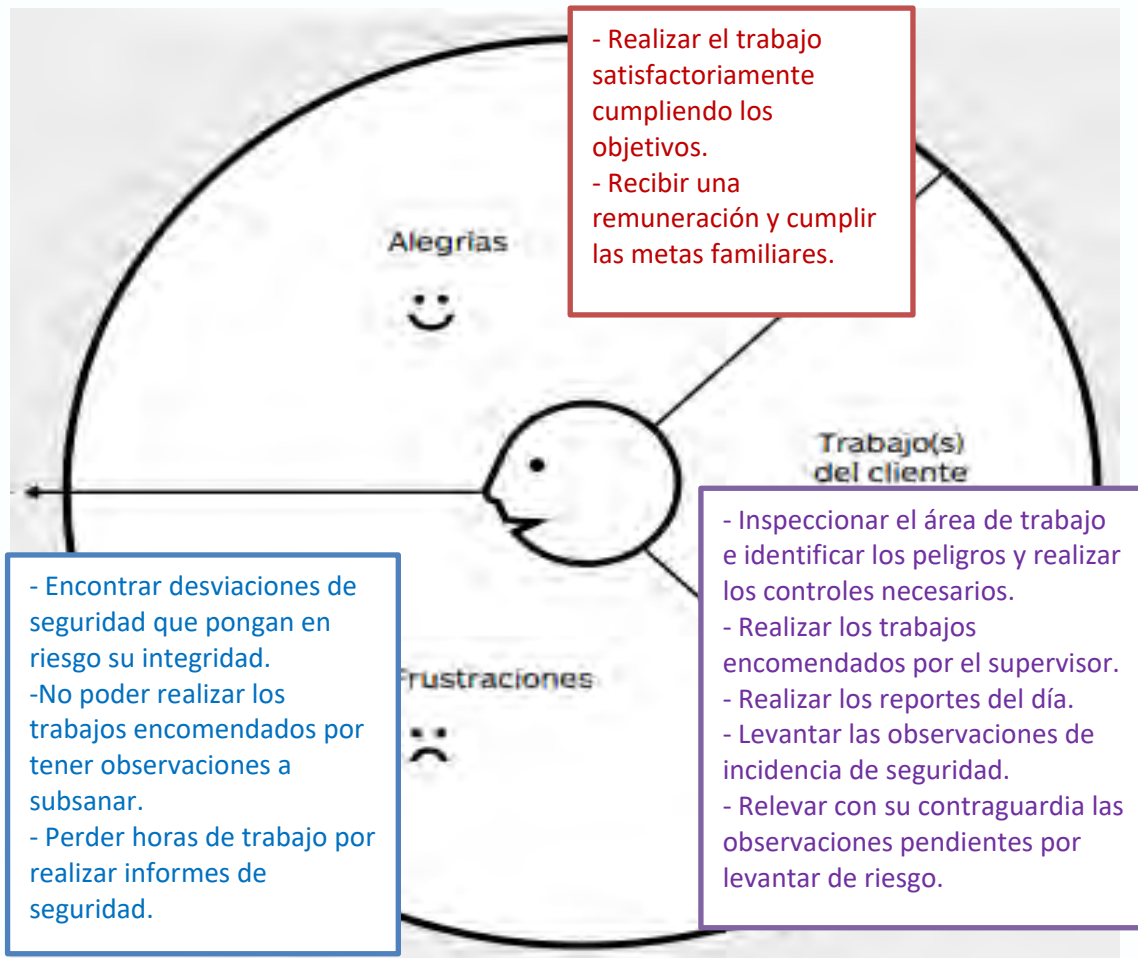 - Realizar el trabajo
satisfactoriamente
cumpliendo los
objetivos.
- Recibir una
remuneración y cumplir
las metas familiares.
Alegrías
Trabajo(s)
del cliente
- Inspeccionar el área de trabajo
e identificar los peligros y realizar
los controles necesarios.
- Realizar los trabajos
encomendados por el supervisor.
- Realizar los reportes del día.
- Levantar las observaciones de
incidencia de seguridad.
- Relevar con su contraguardia las
observaciones pendientes por
levantar de riesgo.
- Encontrar desviaciones de
seguridad que pongan en
riesgo su integridad.
-No poder realizar los
trabajos encomendados por
tener observaciones a
subsanar.
- Perder horas de trabajo por
realizar informes de
seguridad.
Frustraciones